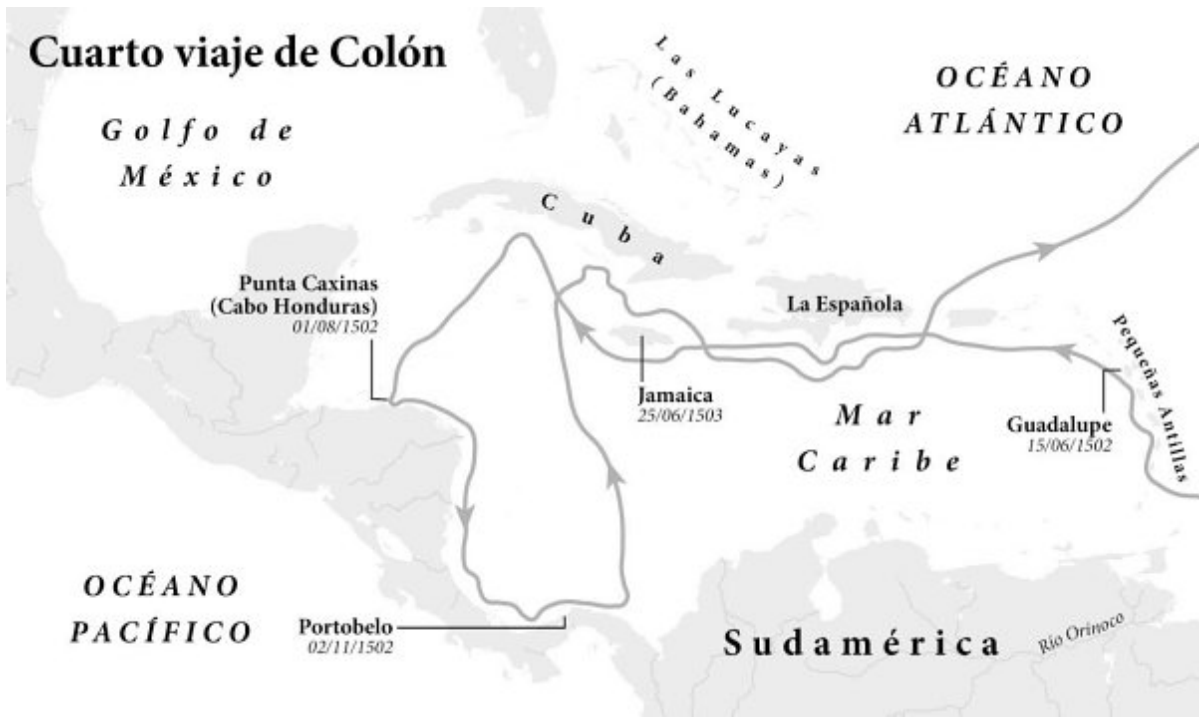 Cuarto viaje de Colón
Golfo de
México
Las Lucayas
(Bahamas)
OCÉANO
ATLÁNTICO
Cuba
Punta Caxinas
(Cabo Honduras)
01/08/1502
La Española
Pequeñas Antillas
Jamaica
25/06/1503
Mar
Caribe
Guadalupe
15/06/1502
OCÉANO
PACÍFICO
Portobelo
02/11/1502
Sudamérica
Río Orinoco